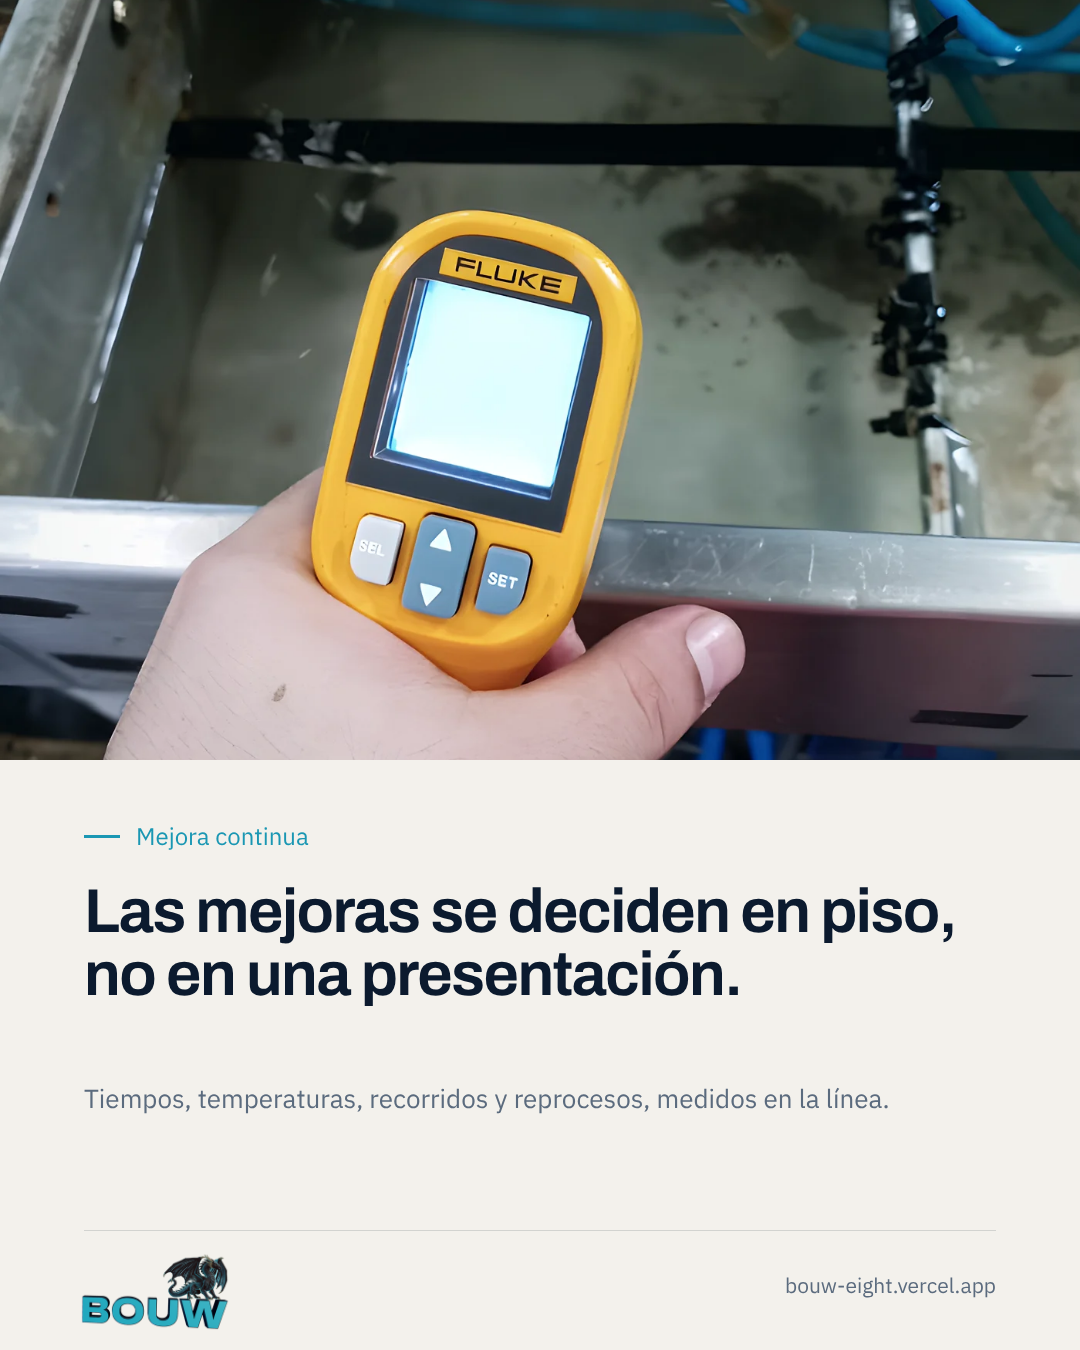 FLUKE
SEL
SET
Mejora continua
Las mejoras se deciden en piso,
no en una presentación.
Tiempos, temperaturas, recorridos y reprocesos, medidos en la línea.
BOUW
bouw-eight.vercel.app